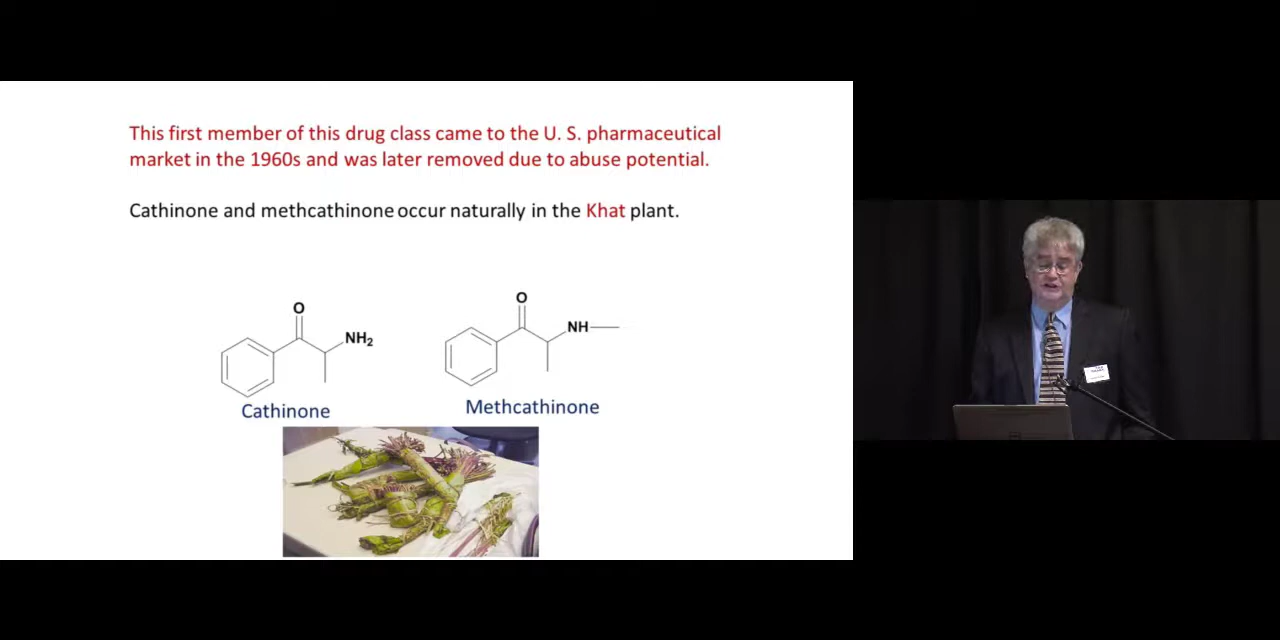 This first member of this drug class came to the U. S. pharmaceutical
market in the 1960s and was later removed due to abuse potential.
Cathinone and methcathinone occur naturally in the Khat plant.
O
NH2
O
NH
Cathinone
Methcathinone